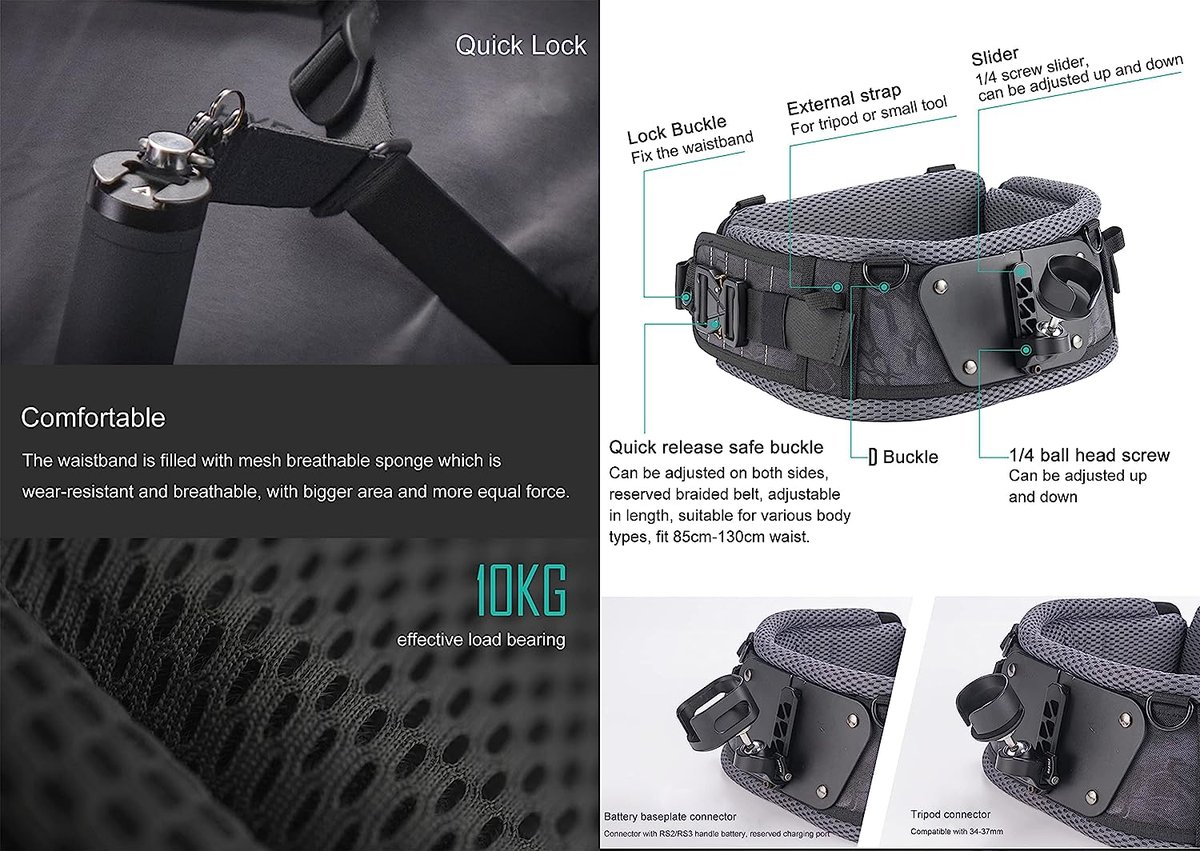 Quick Lock
Comfortable
The waistband is filled with mesh breathable sponge which is
wear-resistant and breathable, with bigger area and more equal force.
10KG
effective load bearing
Slider
1/4 screw slider,
can be adjusted up and down
External strap
For tripod or small tool
Lock Buckle
Fix the waistband
Quick release safe buckle
Can be adjusted on both sides,
reserved braided belt, adjustable
in length, suitable for various body
types, fit 85cm-130cm waist.
D Buckle
1/4 ball head screw
Can be adjusted up
and down
Battery baseplate connector
Connector with RS2/RS3 handle battery, reserved charging port
Tripod connector
Compatible with 34-37mm